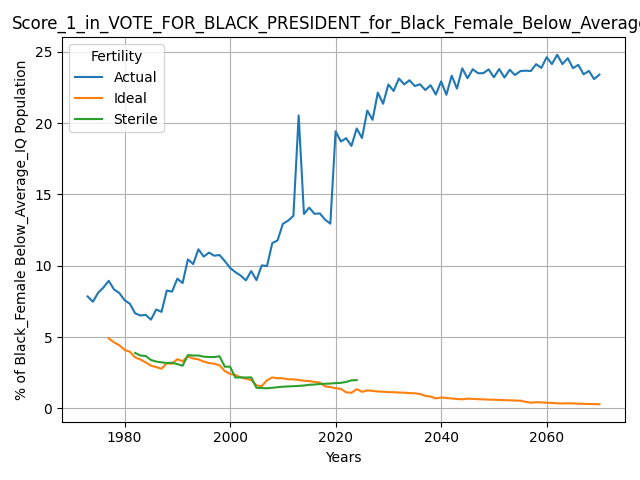 Score_1_in_VOTE_FOR_BLACK_PRESIDENT_for_Black_Female_Below_Average
Fertility
Actual
Ideal
Sterile
% of Black_Female Below_Average_IQ Population
25
20
15
10
5
0
1980 2000 2020 2040 2060
Years